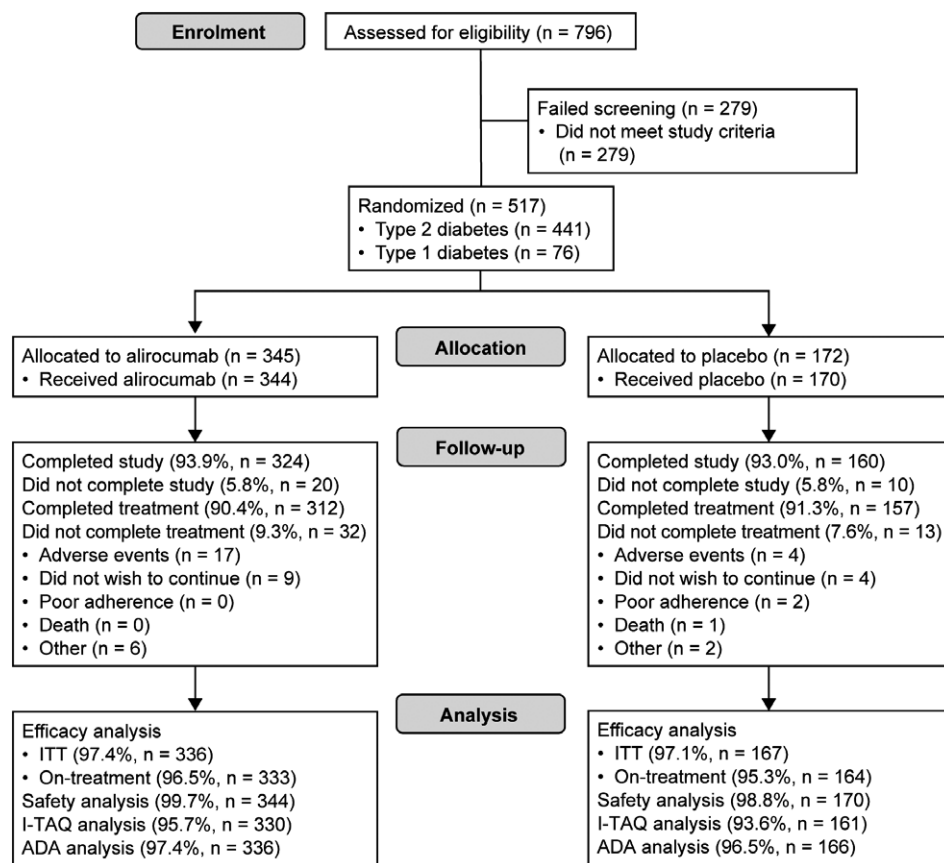 Enrolment
Assessed for eligibility (n = 796)
Failed screening (n = 279)
• Did not meet study criteria
(n = 279)
Randomized (n = 517)
• Type 2 diabetes (n = 441)
• Type 1 diabetes (n = 76)
Allocation
Allocated to alirocumab (n = 345)
• Received alirocumab (n = 344)
Allocated to placebo (n = 172)
• Received placebo (n = 170)
Follow-up
Completed study (93.9%, n = 324)
Did not complete study (5.8%, n = 20)
Completed treatment (90.4%, n = 312)
Did not complete treatment (9.3%, n = 32)
• Adverse events (n = 17)
• Did not wish to continue (n = 9)
• Poor adherence (n = 0)
• Death (n = 0)
• Other (n = 6)
Completed study (93.0%, n = 160)
Did not complete study (5.8%, n = 10)
Completed treatment (91.3%, n = 157)
Did not complete treatment (7.6%, n = 13)
• Adverse events (n = 4)
• Did not wish to continue (n = 4)
• Poor adherence (n = 2)
• Death (n = 1)
• Other (n = 2)
Analysis
Efficacy analysis
• ITT (97.4%, n = 336)
• On-treatment (96.5%, n = 333)
Safety analysis (99.7%, n = 344)
I-TAQ analysis (95.7%, n = 330)
ADA analysis (97.4%, n = 336)
Efficacy analysis
• ITT (97.1%, n = 167)
• On-treatment (95.3%, n = 164)
Safety analysis (98.8%, n = 170)
I-TAQ analysis (93.6%, n = 161)
ADA analysis (96.5%, n = 166)